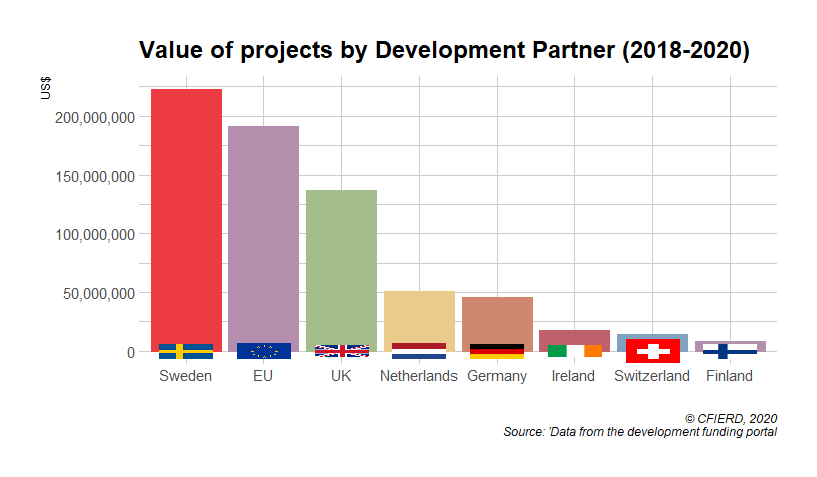 Value of projects by Development Partner (2018-2020)
US$
200,000,000
150,000,000
100,000,000
50,000,000
0
Sweden EU UK Netherlands Germany Ireland Switzerland Finland
© CFIERD, 2020
Source: 'Data from the development funding portal